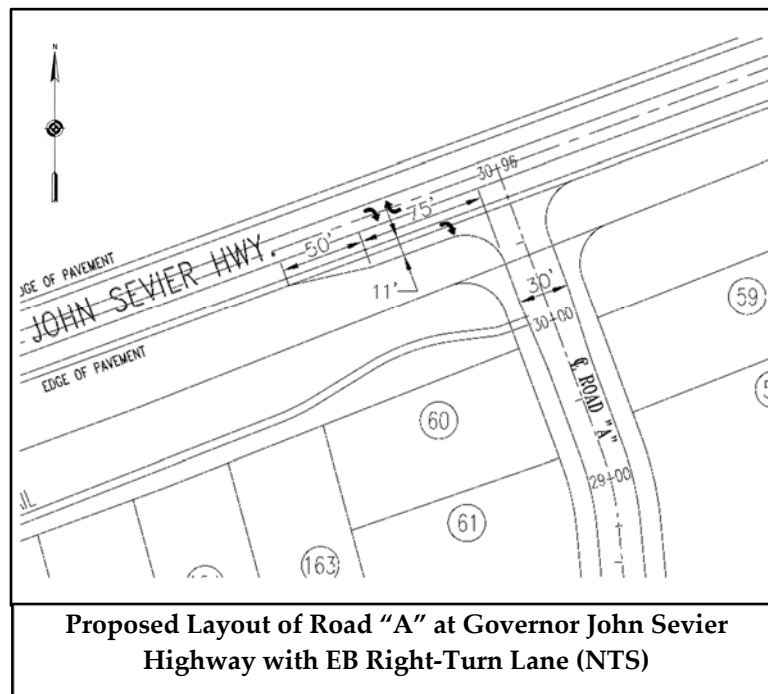 N
30+96
75'
50'
EDGE OF PAVEMENT
JOHN SEVIER HWY.
11'
30'
EDGE OF PAVEMENT
30+00
59
℄ ROAD "A"
60
29+00
61
163
Proposed Layout of Road “A” at Governor John Sevier
Highway with EB Right-Turn Lane (NTS)